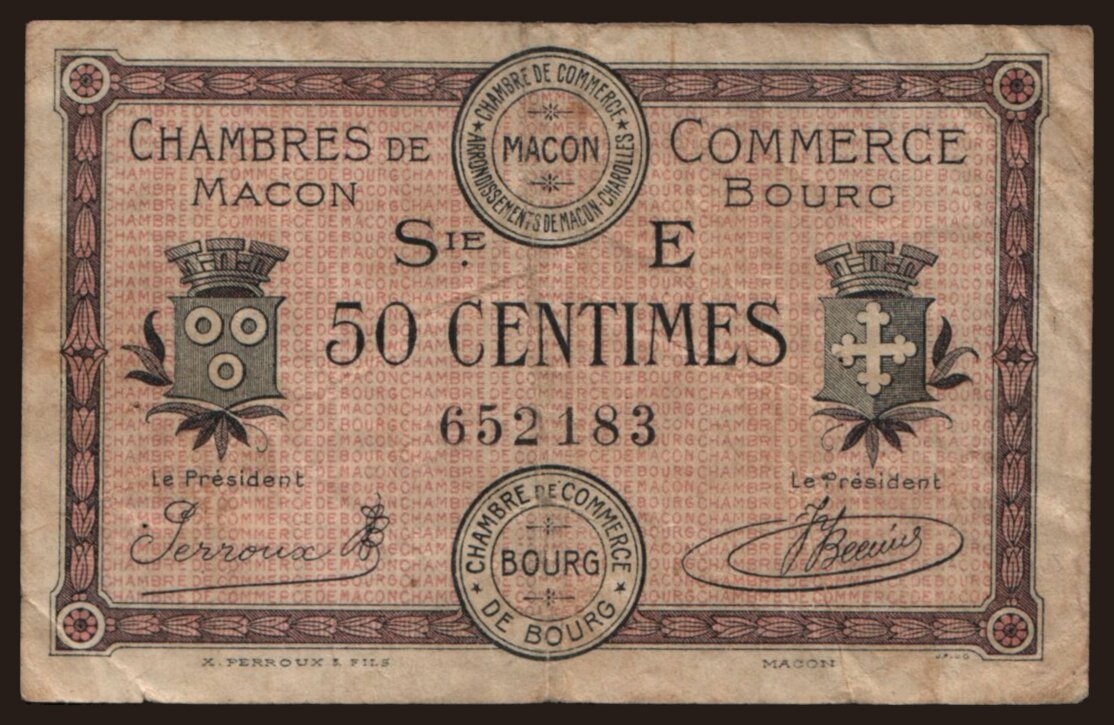 CHAMBRE DE COMMERCE
ARRONDISSEMENTS DE MACON-CHAROLLES
MACON
CHAMBRES DE COMMERCE
MACON BOURG
SIE. E
50 CENTIMES
652183
Le Président Le Président
Perroux
CHAMBRE DE COMMERCE
BOURG
DE BOURG
X. PERROUX & FILS MACON